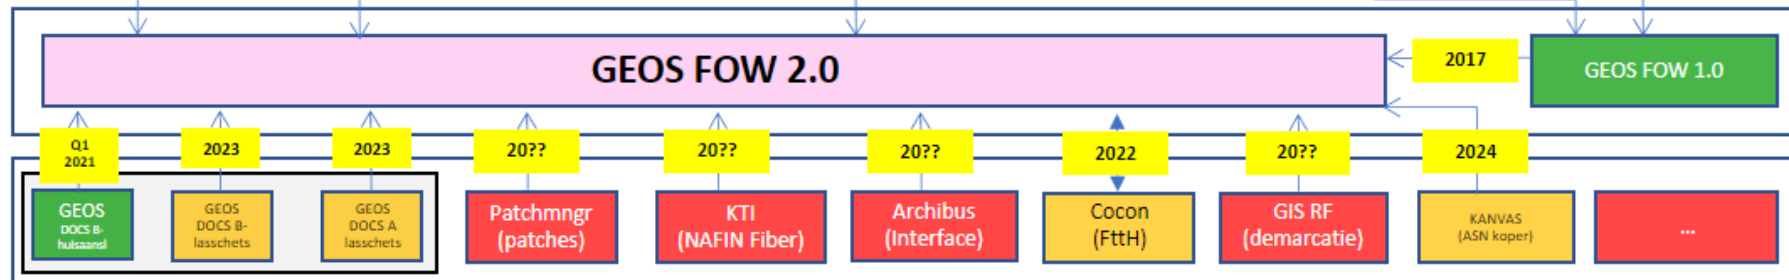 GEOS FOW 2.0
2017
GEOS FOW 1.0
Q1
2021
2023
2023
20??
20??
20??
2022
20??
2024
GEOS
DOCS B-
huisaansl
GEOS
DOCS B-
lasschets
GEOS
DOCS A
lasschets
Patchmngr
(patches)
KTI
(NAFIN Fiber)
Archibus
(Interface)
Cocon
(FttH)
GIS RF
(demarcatie)
KANVAS
(ASN koper)
...